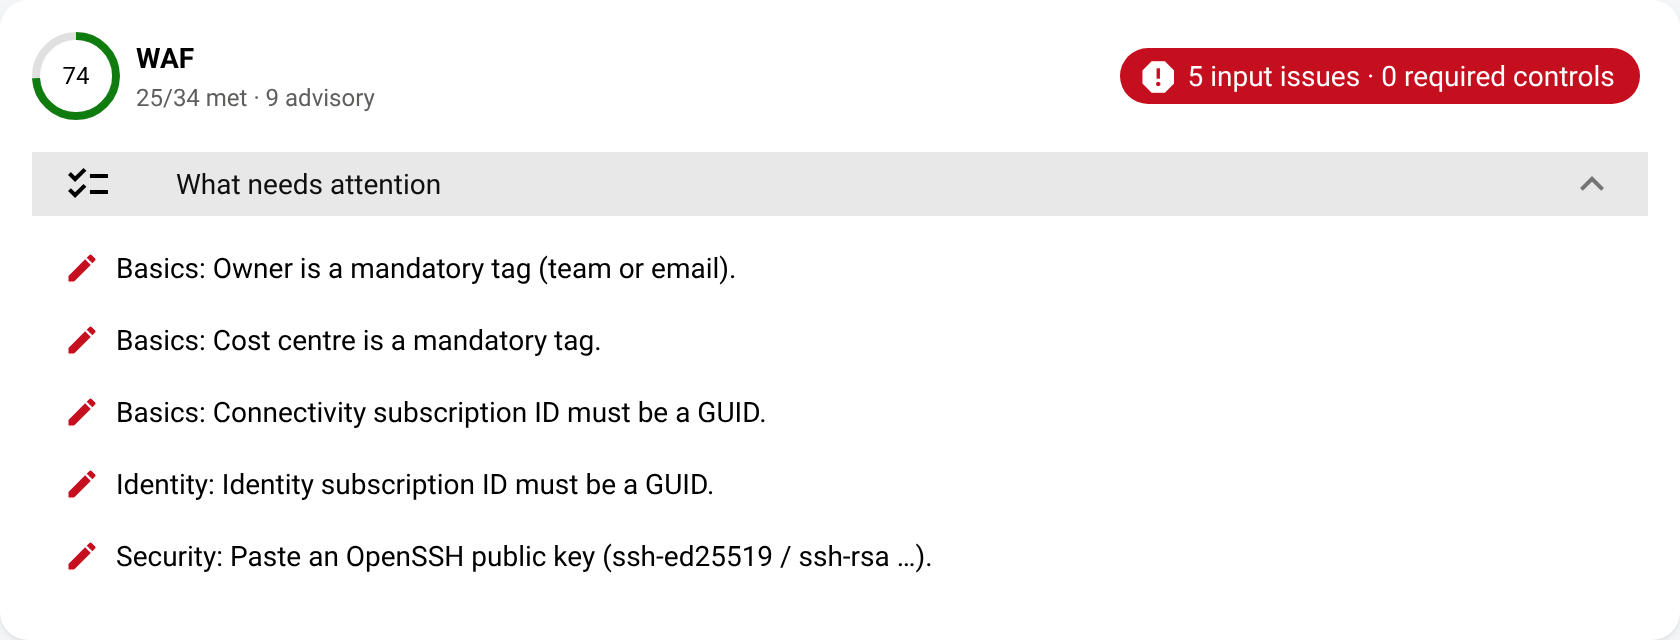 74
WAF
25/34 met · 9 advisory
5 input issues · 0 required controls
What needs attention
Basics: Owner is a mandatory tag (team or email).
Basics: Cost centre is a mandatory tag.
Basics: Connectivity subscription ID must be a GUID.
Identity: Identity subscription ID must be a GUID.
Security: Paste an OpenSSH public key (ssh-ed25519 / ssh-rsa …).